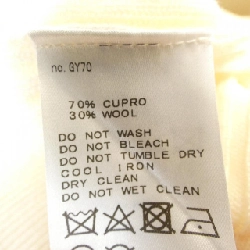 no. GY70
70% CUPRO
30% WOOL
DO NOT WASH
DO NOT BLEACH
DO NOT TUMBLE DRY
COOL IRON
DRY CLEAN
DO NOT WET CLEAN